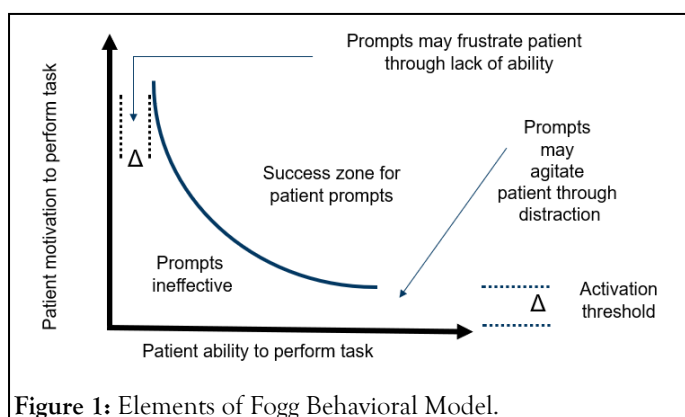 Prompts may frustrate patient
through lack of ability
Patient motivation to perform task
Δ
Success zone for
patient prompts
Prompts
may
agitate
patient through
distraction
Prompts
ineffective
Δ
Activation
threshold
Patient ability to perform task
Figure 1: Elements of Fogg Behavioral Model.